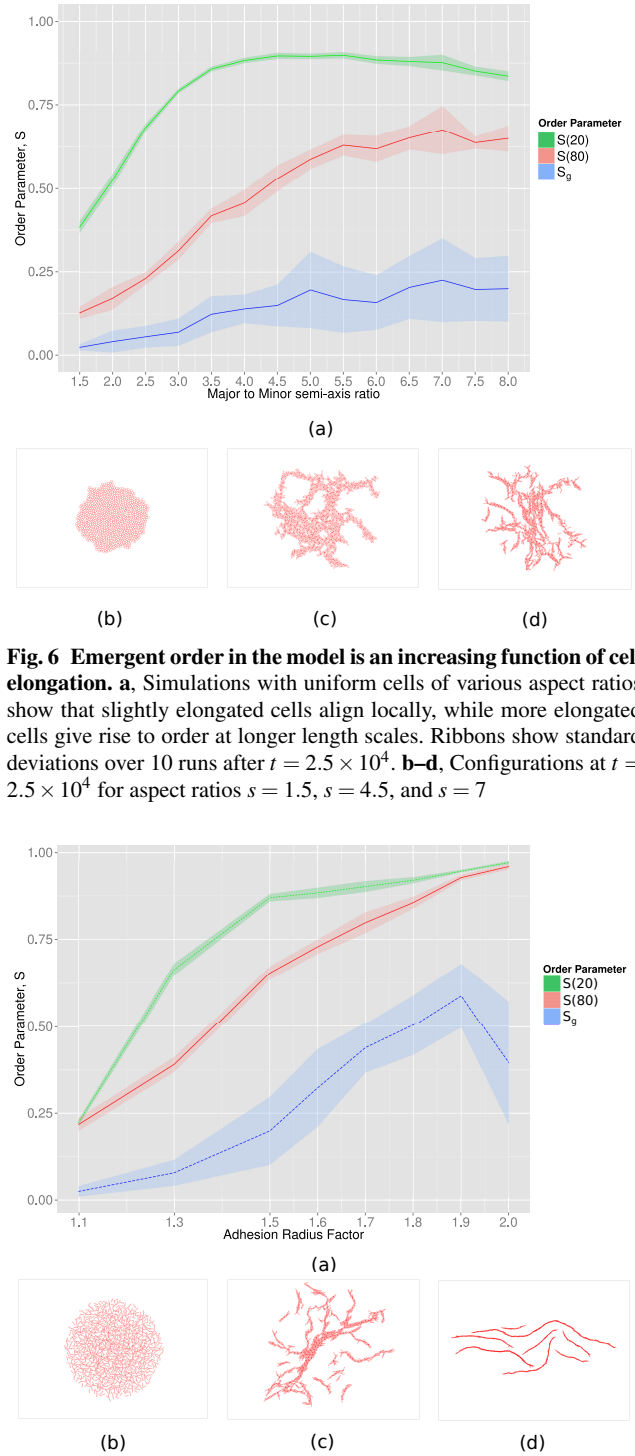 1.00
0.75
0.50
0.25
0.00
Order Parameter, S
1.5 2.0 2.5 3.0 3.5 4.0 4.5 5.0 5.5 6.0 6.5 7.0 7.5 8.0
Major to Minor semi-axis ratio
Order Parameter
S(20)
S(80)
Sg
(a)
(b) (c) (d)
Fig. 6 Emergent order in the model is an increasing function of cell
elongation. a, Simulations with uniform cells of various aspect ratios
show that slightly elongated cells align locally, while more elongated
cells give rise to order at longer length scales. Ribbons show standard
deviations over 10 runs after t = 2.5 × 10⁴. b–d, Configurations at t =
2.5 × 10⁴ for aspect ratios s = 1.5, s = 4.5, and s = 7
1.00
0.75
0.50
0.25
0.00
Order Parameter, S
1.1 1.3 1.5 1.6 1.7 1.8 1.9 2.0
Adhesion Radius Factor
Order Parameter
S(20)
S(80)
Sg
(a)
(b) (c) (d)